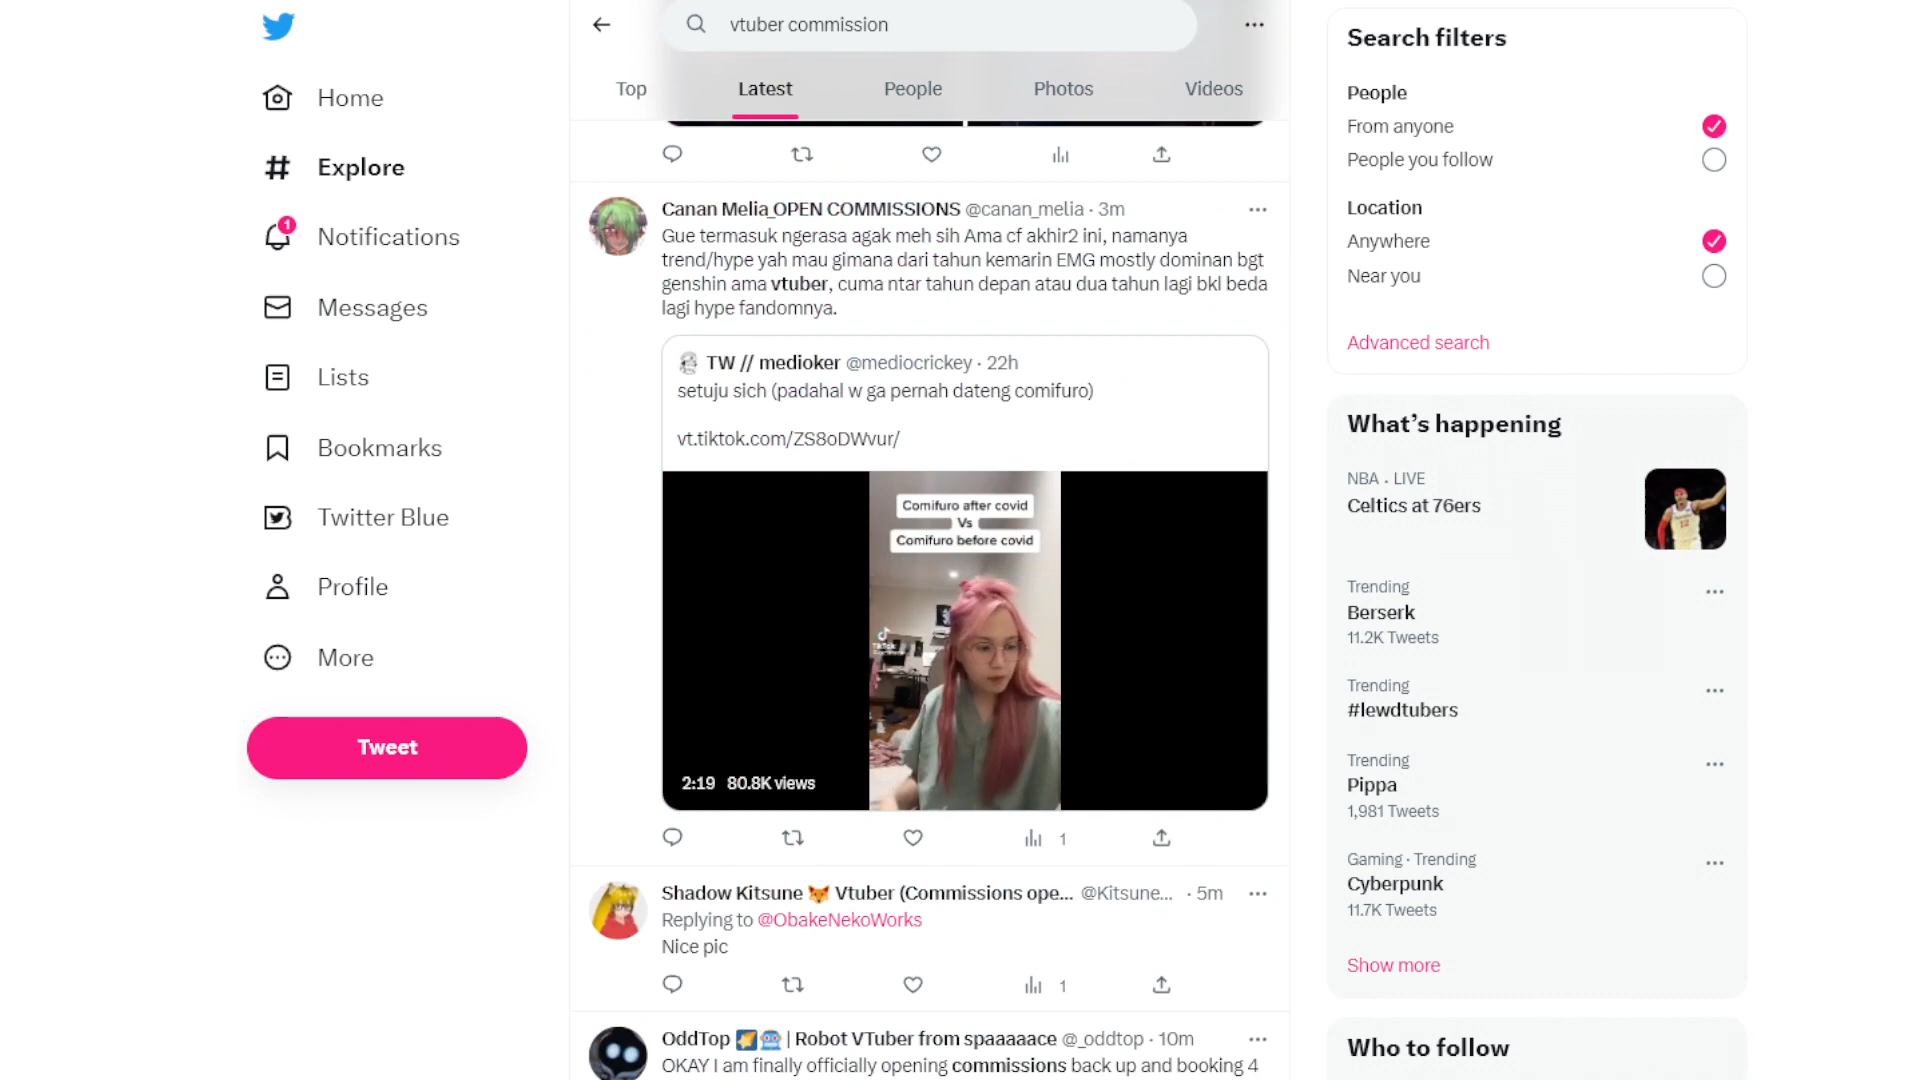 vtuber commission
Top
Latest
People
Photos
Videos
Home
Explore
1
Notifications
Messages
Lists
Bookmarks
Twitter Blue
Profile
More
Tweet
Canan Melia_OPEN COMMISSIONS @canan_melia · 3m
Gue termasuk ngerasa agak meh sih Ama cf akhir2 ini, namanya
trend/hype yah mau gimana dari tahun kemarin EMG mostly dominan bgt
genshin ama vtuber, cuma ntar tahun depan atau dua tahun lagi bkl beda
lagi hype fandomnya.
TW // medioker @mediocrickey · 22h
setuju sich (padahal w ga pernah dateng comifuro)
vt.tiktok.com/ZS8oDWvur/
Comifuro after covid
Vs
Comifuro before covid
2:19 80.8K views
1
Shadow Kitsune 🦊 Vtuber (Commissions ope... @Kitsune... · 5m
Replying to @ObakeNekoWorks
Nice pic
1
OddTop 🌠🤖 | Robot VTuber from spaaaaace @_oddtop · 10m
OKAY I am finally officially opening commissions back up and booking 4
Search filters
People
From anyone
People you follow
Location
Anywhere
Near you
Advanced search
What's happening
NBA · LIVE
Celtics at 76ers
Trending
Berserk
11.2K Tweets
Trending
#lewdtubers
Trending
Pippa
1,981 Tweets
Gaming · Trending
Cyberpunk
11.7K Tweets
Show more
Who to follow